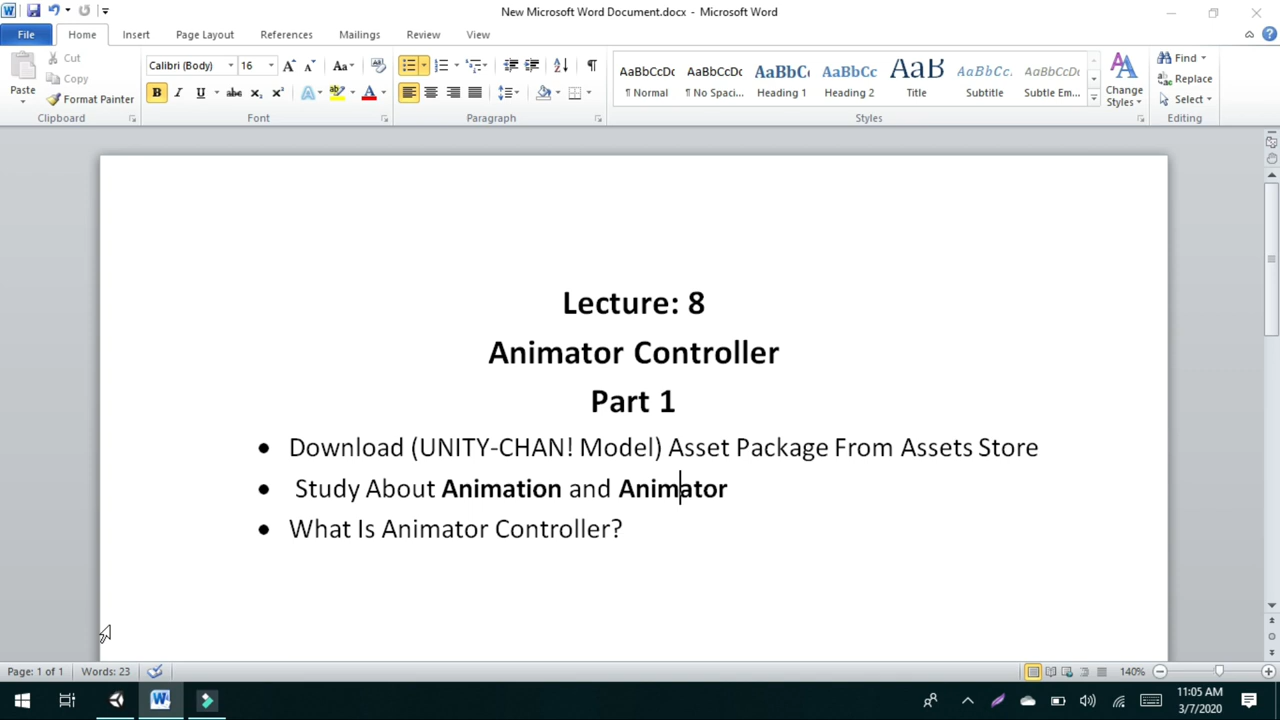 New Microsoft Word Document.docx - Microsoft Word
File Home Insert Page Layout References Mailings Review View
Cut
Copy
Format Painter
Paste
Calibri (Body) 16
AaBbCcDc AaBbCcDc AaBbCc AaBbCc AaB AaBbCc. AaBbCcDc
¶ Normal ¶ No Spaci... Heading 1 Heading 2 Title Subtitle Subtle Em...
Change
Styles
Find
Replace
Select
Clipboard Font Paragraph Styles Editing
Lecture: 8
Animator Controller
Part 1
• Download (UNITY-CHAN! Model) Asset Package From Assets Store
• Study About Animation and Animator
• What Is Animator Controller?
Page: 1 of 1 Words: 23 140%
11:05 AM
3/7/2020